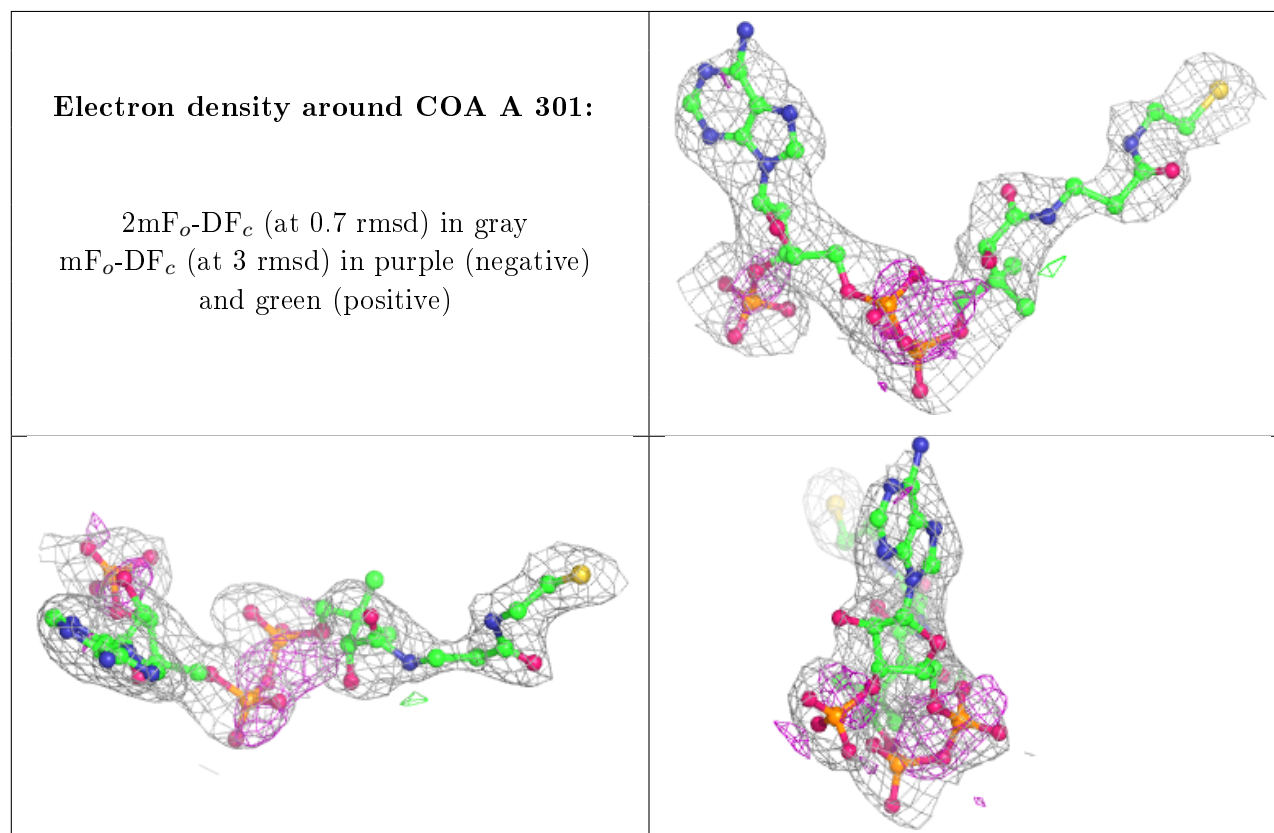 Electron density around COA A 301:
2mFₒ-DF𝒸 (at 0.7 rmsd) in gray
mFₒ-DF𝒸 (at 3 rmsd) in purple (negative)
and green (positive)